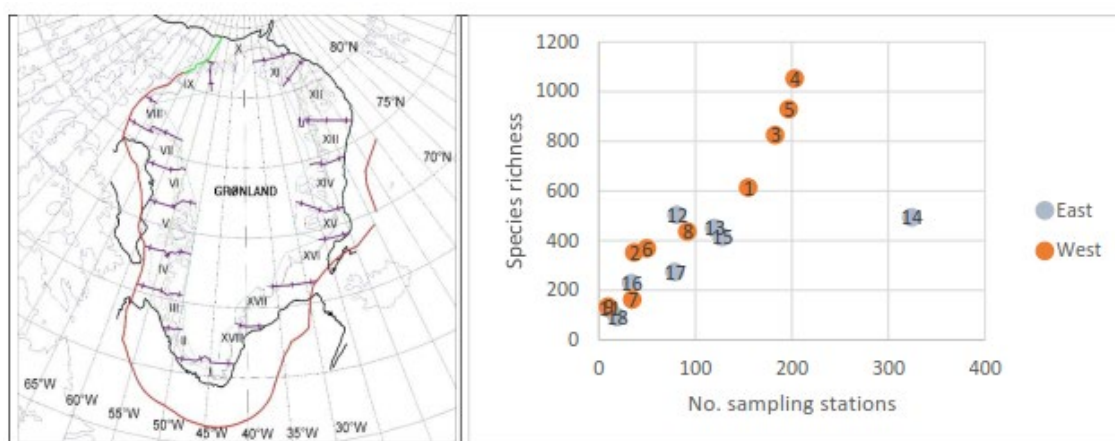 X
80°N
IX
XI
XII
75°N
VIII
VII
XIII
70°N
VI
GRØNLAND
XIV
V
XV
IV
XVI
III
XVII
II
XVIII
I
65°W
60°W
55°W
50°W
45°W
40°W
35°W
30°W
1200
1000
800
600
400
200
0
Species richness
4
5
3
1
12
14
13
8
15
2
6
17
16
7
18
0
100
200
300
400
No. sampling stations
East
West